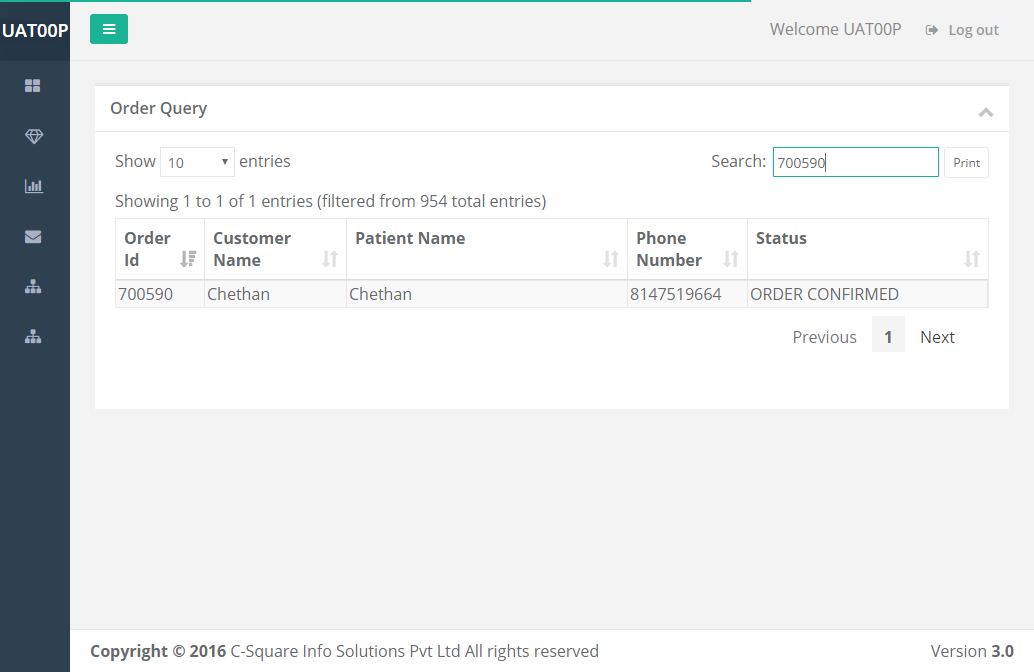 UAT00P
Welcome UAT00P Log out
Order Query
Show 10 entries Search: 700590 Print
Showing 1 to 1 of 1 entries (filtered from 954 total entries)
Order Id Customer Name Patient Name Phone Number Status
700590 Chethan Chethan 8147519664 ORDER CONFIRMED
Previous 1 Next
Copyright © 2016 C-Square Info Solutions Pvt Ltd All rights reserved Version 3.0